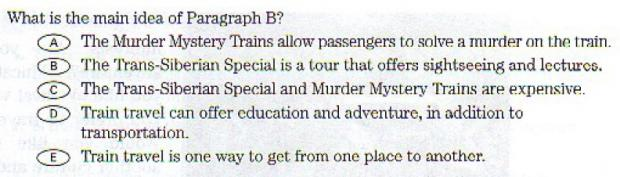 What is the main idea of Paragraph B?
A The Murder Mystery Trains allow passengers to solve a murder on the train.
B The Trans-Siberian Special is a tour that offers sightseeing and lectures.
C The Trans-Siberian Special and Murder Mystery Trains are expensive.
D Train travel can offer education and adventure, in addition to
transportation.
E Train travel is one way to get from one place to another.